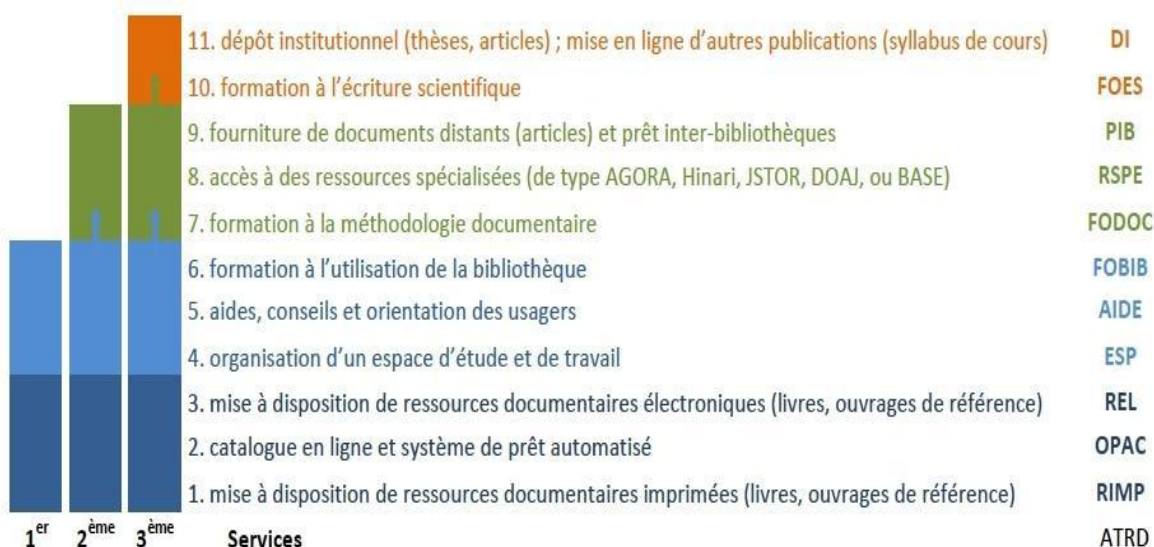 11. dépôt institutionnel (thèses, articles) ; mise en ligne d'autres publications (syllabus de cours) DI
10. formation à l'écriture scientifique FOES
9. fourniture de documents distants (articles) et prêt inter-bibliothèques PIB
8. accès à des ressources spécialisées (de type AGORA, Hinari, JSTOR, DOAJ, ou BASE) RSPE
7. formation à la méthodologie documentaire FODOC
6. formation à l'utilisation de la bibliothèque FOBIB
5. aides, conseils et orientation des usagers AIDE
4. organisation d'un espace d'étude et de travail ESP
3. mise à disposition de ressources documentaires électroniques (livres, ouvrages de référence) REL
2. catalogue en ligne et système de prêt automatisé OPAC
1. mise à disposition de ressources documentaires imprimées (livres, ouvrages de référence) RIMP
1er 2ème 3ème Services ATRD